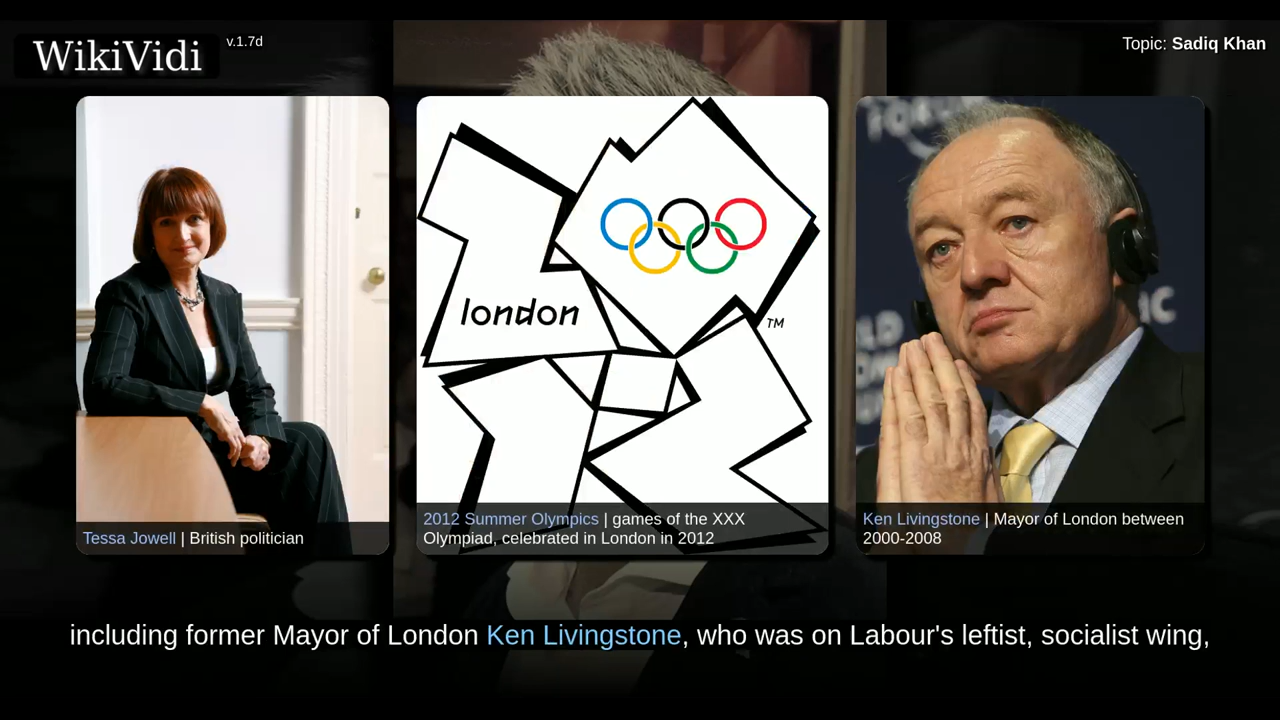 WikiVidi
v.1.7d
Topic: Sadiq Khan
FORUM
london
TM
2012 Summer Olympics | games of the XXX
Olympiad, celebrated in London in 2012
Tessa Jowell | British politician
Ken Livingstone | Mayor of London between
2000-2008
including former Mayor of London Ken Livingstone, who was on Labour's leftist, socialist wing,